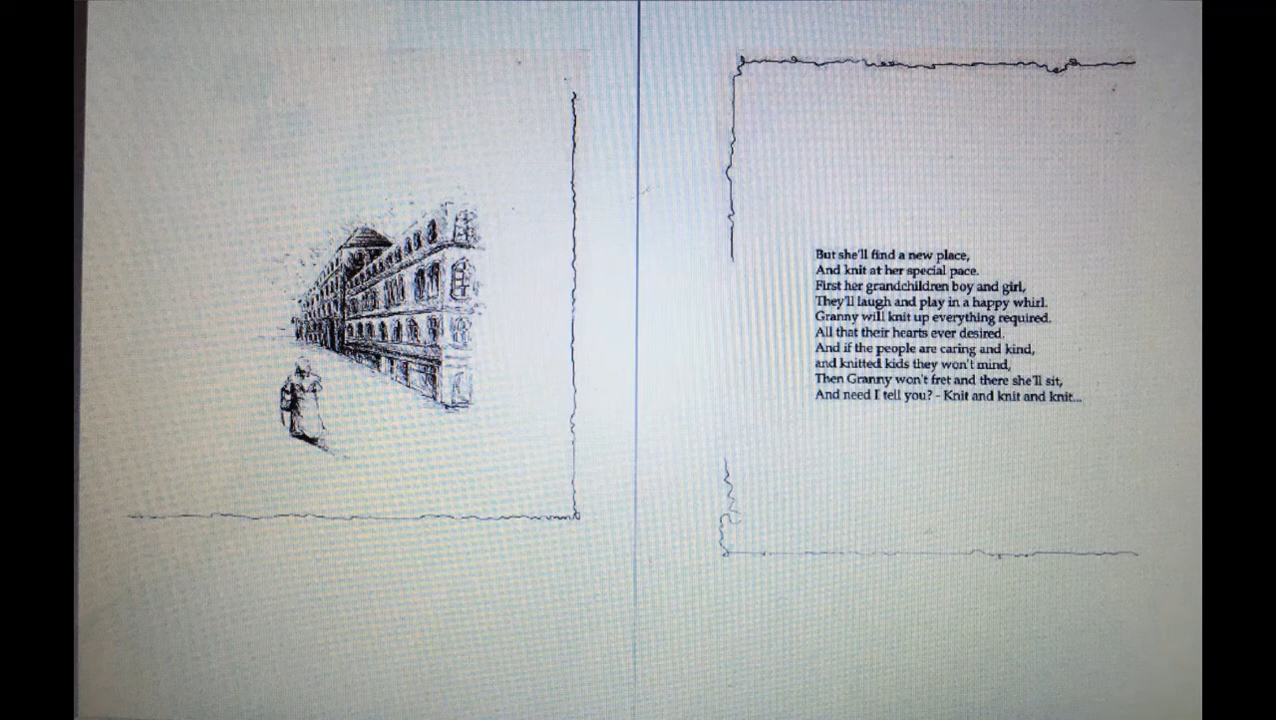 But she'll find a new place,
And knit at her special pace.
First her grandchildren boy and girl,
They'll laugh and play in a happy whirl.
Granny will knit up everything required.
All that their hearts ever desired.
And if the people are caring and kind,
and knitted kids they won't mind,
Then Granny won't fret and there she'll sit,
And need I tell you? - Knit and knit and knit...